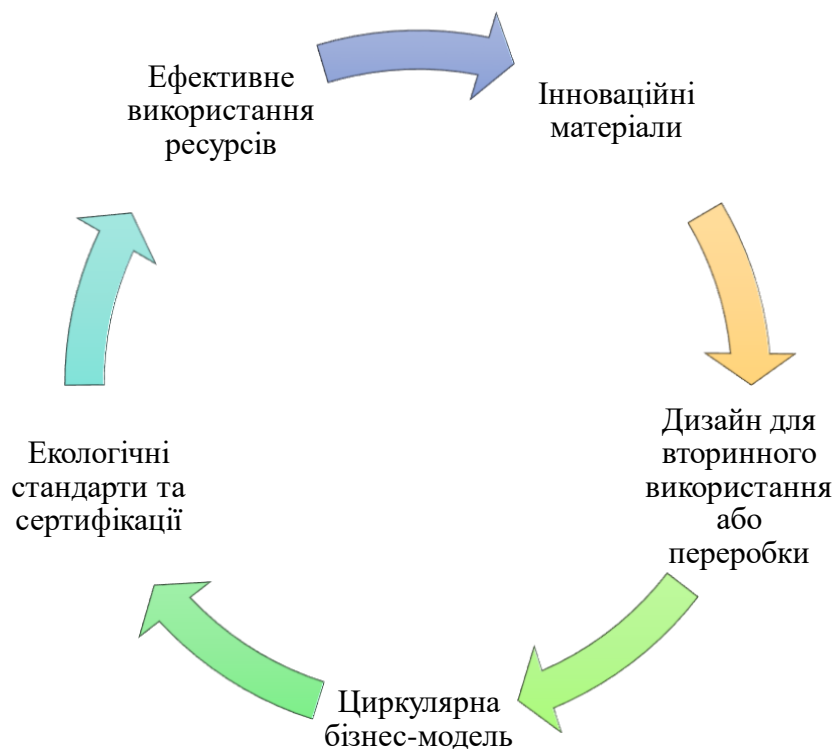 Ефективне
використання
ресурсів
Інноваційні
матеріали
Дизайн для
вторинного
використання
або
переробки
Циркулярна
бізнес-модель
Екологічні
стандарти та
сертифікації